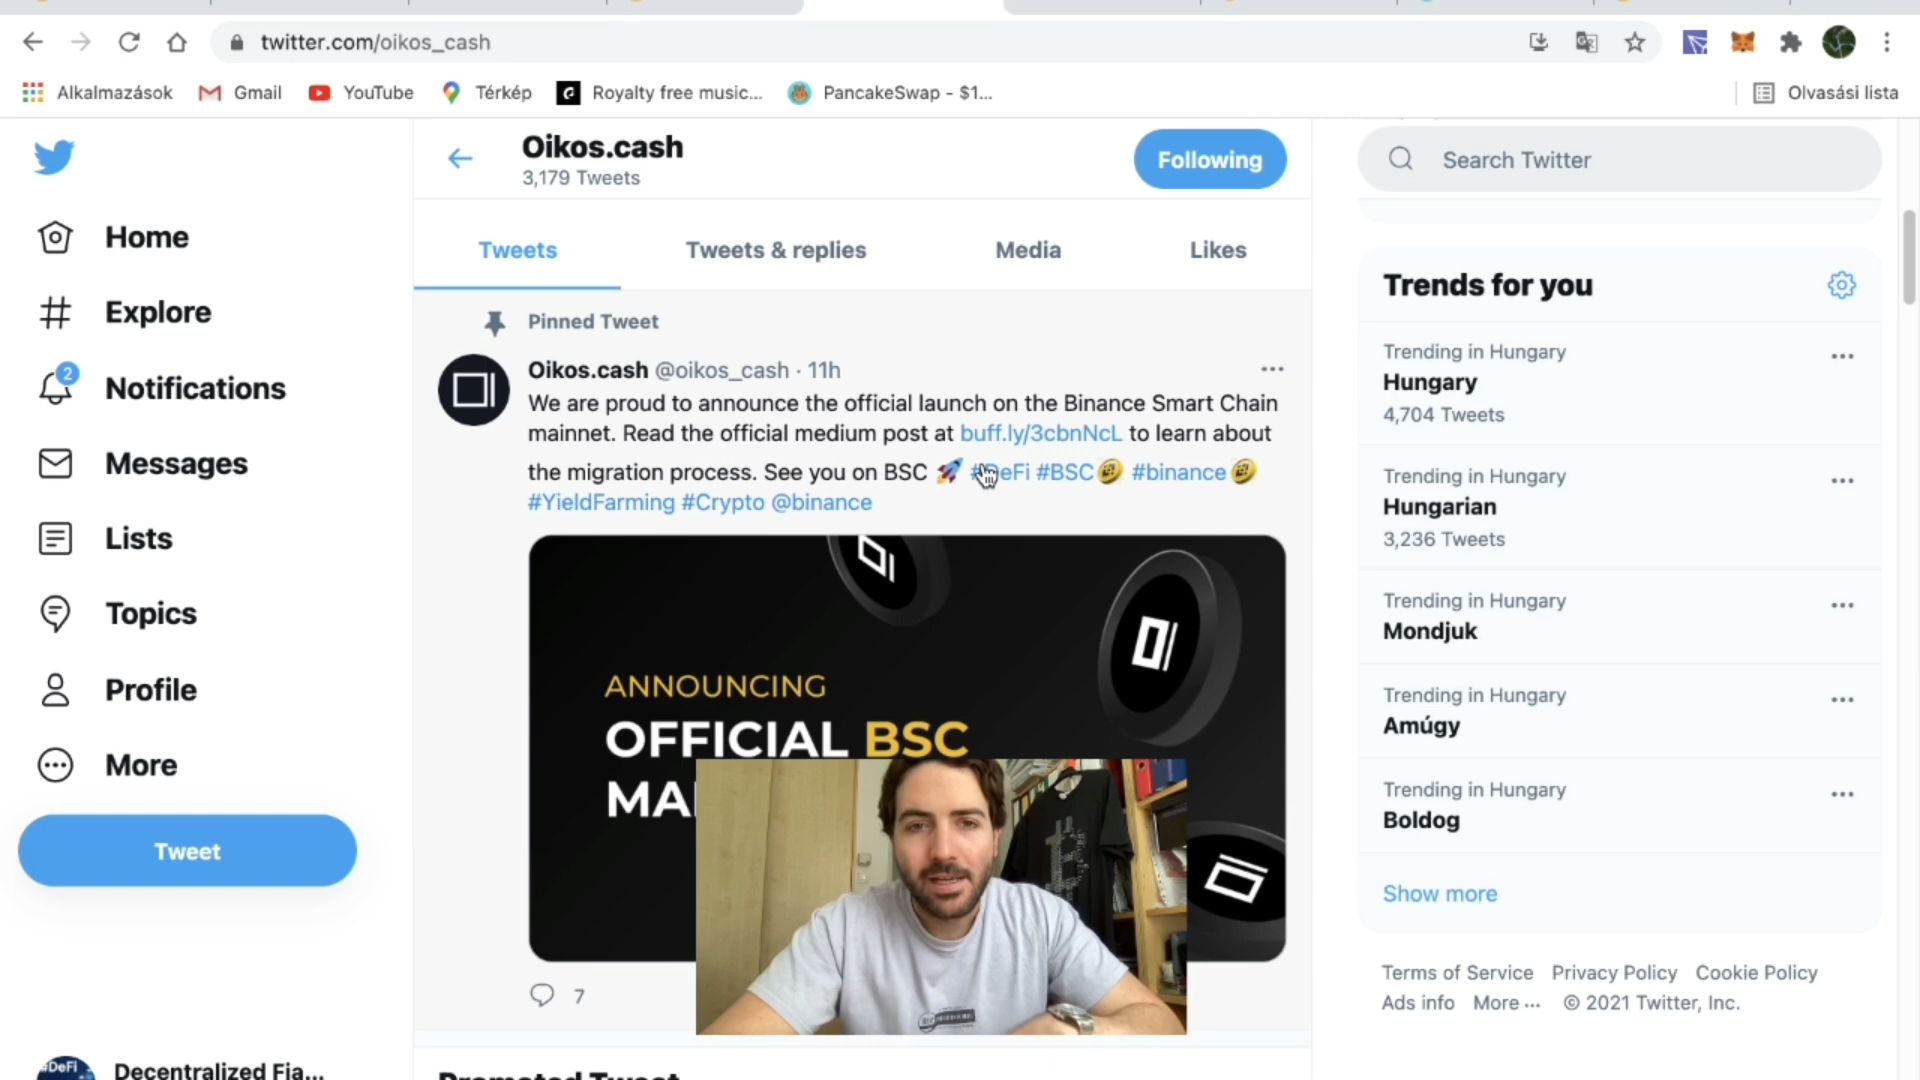 twitter.com/oikos_cash
Alkalmazások
Gmail
YouTube
Térkép
Royalty free music...
PancakeSwap - $1...
Olvasási lista
Oikos.cash
3,179 Tweets
Following
Search Twitter
Home
Explore
2
Notifications
Messages
Lists
Topics
Profile
More
Tweet
#DeFi
Decentralized Fia...
Tweets
Tweets & replies
Media
Likes
Pinned Tweet
Oikos.cash @oikos_cash · 11h
We are proud to announce the official launch on the Binance Smart Chain
mainnet. Read the official medium post at buff.ly/3cbnNcL to learn about
the migration process. See you on BSC 🚀 #DeFi #BSC #binance
#YieldFarming #Crypto @binance
ANNOUNCING
OFFICIAL BSC
MAI
7
Promoted Tweet
Trends for you
Trending in Hungary
Hungary
4,704 Tweets
Trending in Hungary
Hungarian
3,236 Tweets
Trending in Hungary
Mondjuk
Trending in Hungary
Amúgy
Trending in Hungary
Boldog
Show more
Terms of Service Privacy Policy Cookie Policy
Ads info More ··· © 2021 Twitter, Inc.